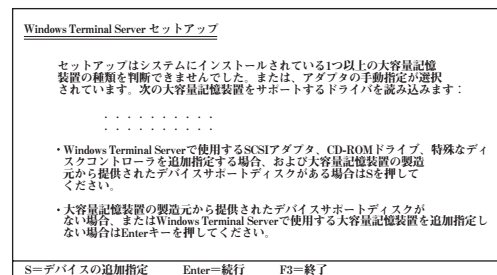 Windows Terminal Server セットアップ
セットアップはシステムにインストールされている1つ以上の大容量記憶
装置の種類を判断できませんでした。または、アダプタの手動指定が選択
されています。次の大容量記憶装置をサポートするドライバを読み込みます：
. . . . . . . . . .
. . . . . . . . . .
・Windows Terminal Serverで使用するSCSIアダプタ、CD-ROMドライブ、特殊なディ
スクコントローラを追加指定する場合、および大容量記憶装置の製造
元から提供されたデバイスサポートディスクがある場合はSを押して
ください。
・大容量記憶装置の製造元から提供されたデバイスサポートディスクが
ない場合、またはWindows Terminal Serverで使用する大容量記憶装置を追加指定し
ない場合はEnterキーを押してください。
S＝デバイスの追加指定 Enter＝続行 F3＝終了